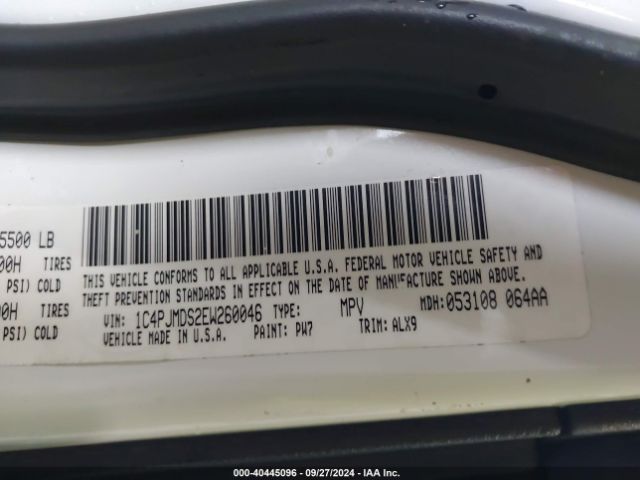 5500 LB
00H TIRES
PSI) COLD
00H TIRES
PSI) COLD
THIS VEHICLE CONFORMS TO ALL APPLICABLE U.S.A. FEDERAL MOTOR VEHICLE SAFETY AND
THEFT PREVENTION STANDARDS IN EFFECT ON THE DATE OF MANUFACTURE SHOWN ABOVE.
VIN: 1C4PJMDS2EW260046 TYPE: MPV MDH: 053108 064AA
VEHICLE MADE IN U.S.A. PAINT: PW7 TRIM: ALX9
000-40445096 - 09/27/2024 - IAA Inc.